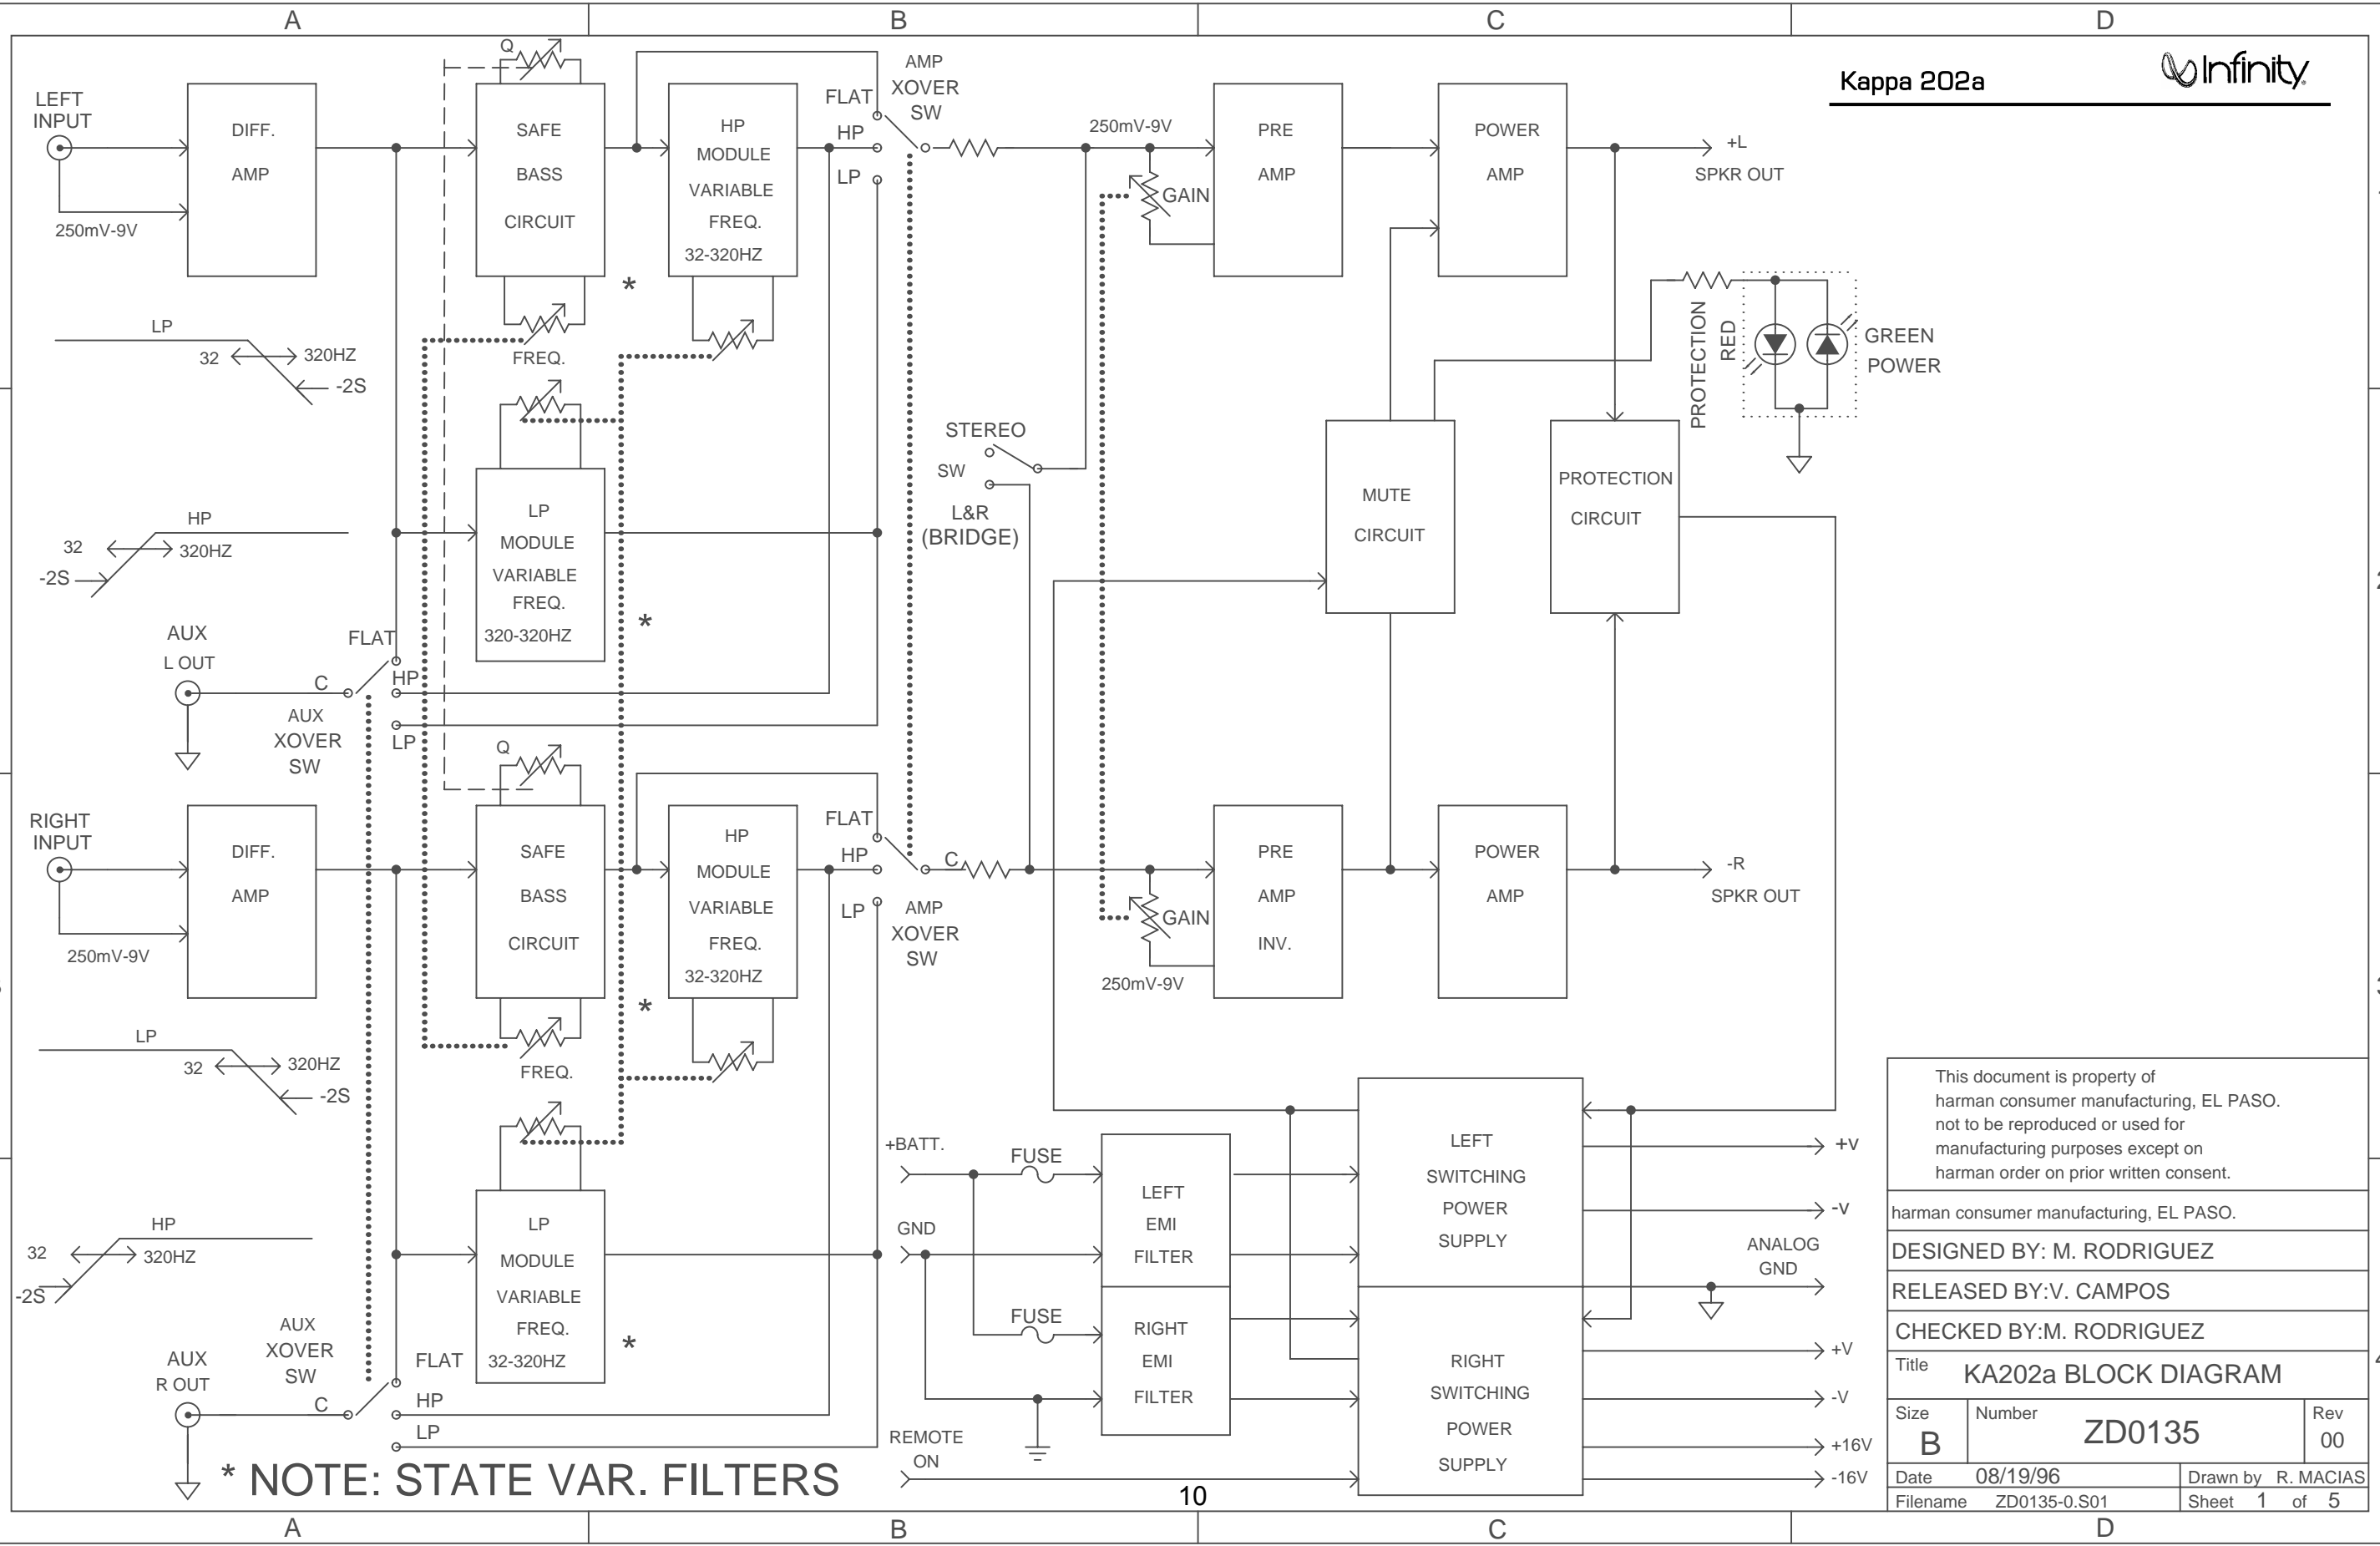 A
B
C
D
Kappa 202a
Infinity
LEFT
INPUT
250mV-9V
DIFF.
AMP
Q
SAFE
BASS
CIRCUIT
FREQ.
*
HP
MODULE
VARIABLE
FREQ.
32-320HZ
AMP
XOVER
SW
FLAT
HP
LP
250mV-9V
GAIN
PRE
AMP
POWER
AMP
+L
SPKR OUT
LP
32
320HZ
-2S
HP
32
320HZ
-2S
LP
MODULE
VARIABLE
FREQ.
320-320HZ
*
STEREO
SW
L&R
(BRIDGE)
MUTE
CIRCUIT
PROTECTION
CIRCUIT
PROTECTION
RED
GREEN
POWER
AUX
L OUT
C
FLAT
HP
LP
AUX
XOVER
SW
RIGHT
INPUT
250mV-9V
DIFF.
AMP
Q
SAFE
BASS
CIRCUIT
FREQ.
*
HP
MODULE
VARIABLE
FREQ.
32-320HZ
FLAT
HP
LP
C
AMP
XOVER
SW
GAIN
250mV-9V
PRE
AMP
INV.
POWER
AMP
-R
SPKR OUT
LP
32
320HZ
-2S
HP
32
320HZ
-2S
LP
MODULE
VARIABLE
FREQ.
32-320HZ
*
AUX
XOVER
SW
AUX
R OUT
C
FLAT
HP
LP
+BATT.
GND
FUSE
FUSE
LEFT
EMI
FILTER
RIGHT
EMI
FILTER
REMOTE
ON
LEFT
SWITCHING
POWER
SUPPLY
RIGHT
SWITCHING
POWER
SUPPLY
+v
-v
ANALOG
GND
+V
-V
+16V
-16V
* NOTE: STATE VAR. FILTERS
10
This document is property of
harman consumer manufacturing, EL PASO.
not to be reproduced or used for
manufacturing purposes except on
harman order on prior written consent.
harman consumer manufacturing, EL PASO.
DESIGNED BY: M. RODRIGUEZ
RELEASED BY:V. CAMPOS
CHECKED BY:M. RODRIGUEZ
Title KA202a BLOCK DIAGRAM
Size B
Number ZD0135
Rev 00
Date 08/19/96
Drawn by R. MACIAS
Filename ZD0135-0.S01
Sheet 1 of 5
A
B
C
D